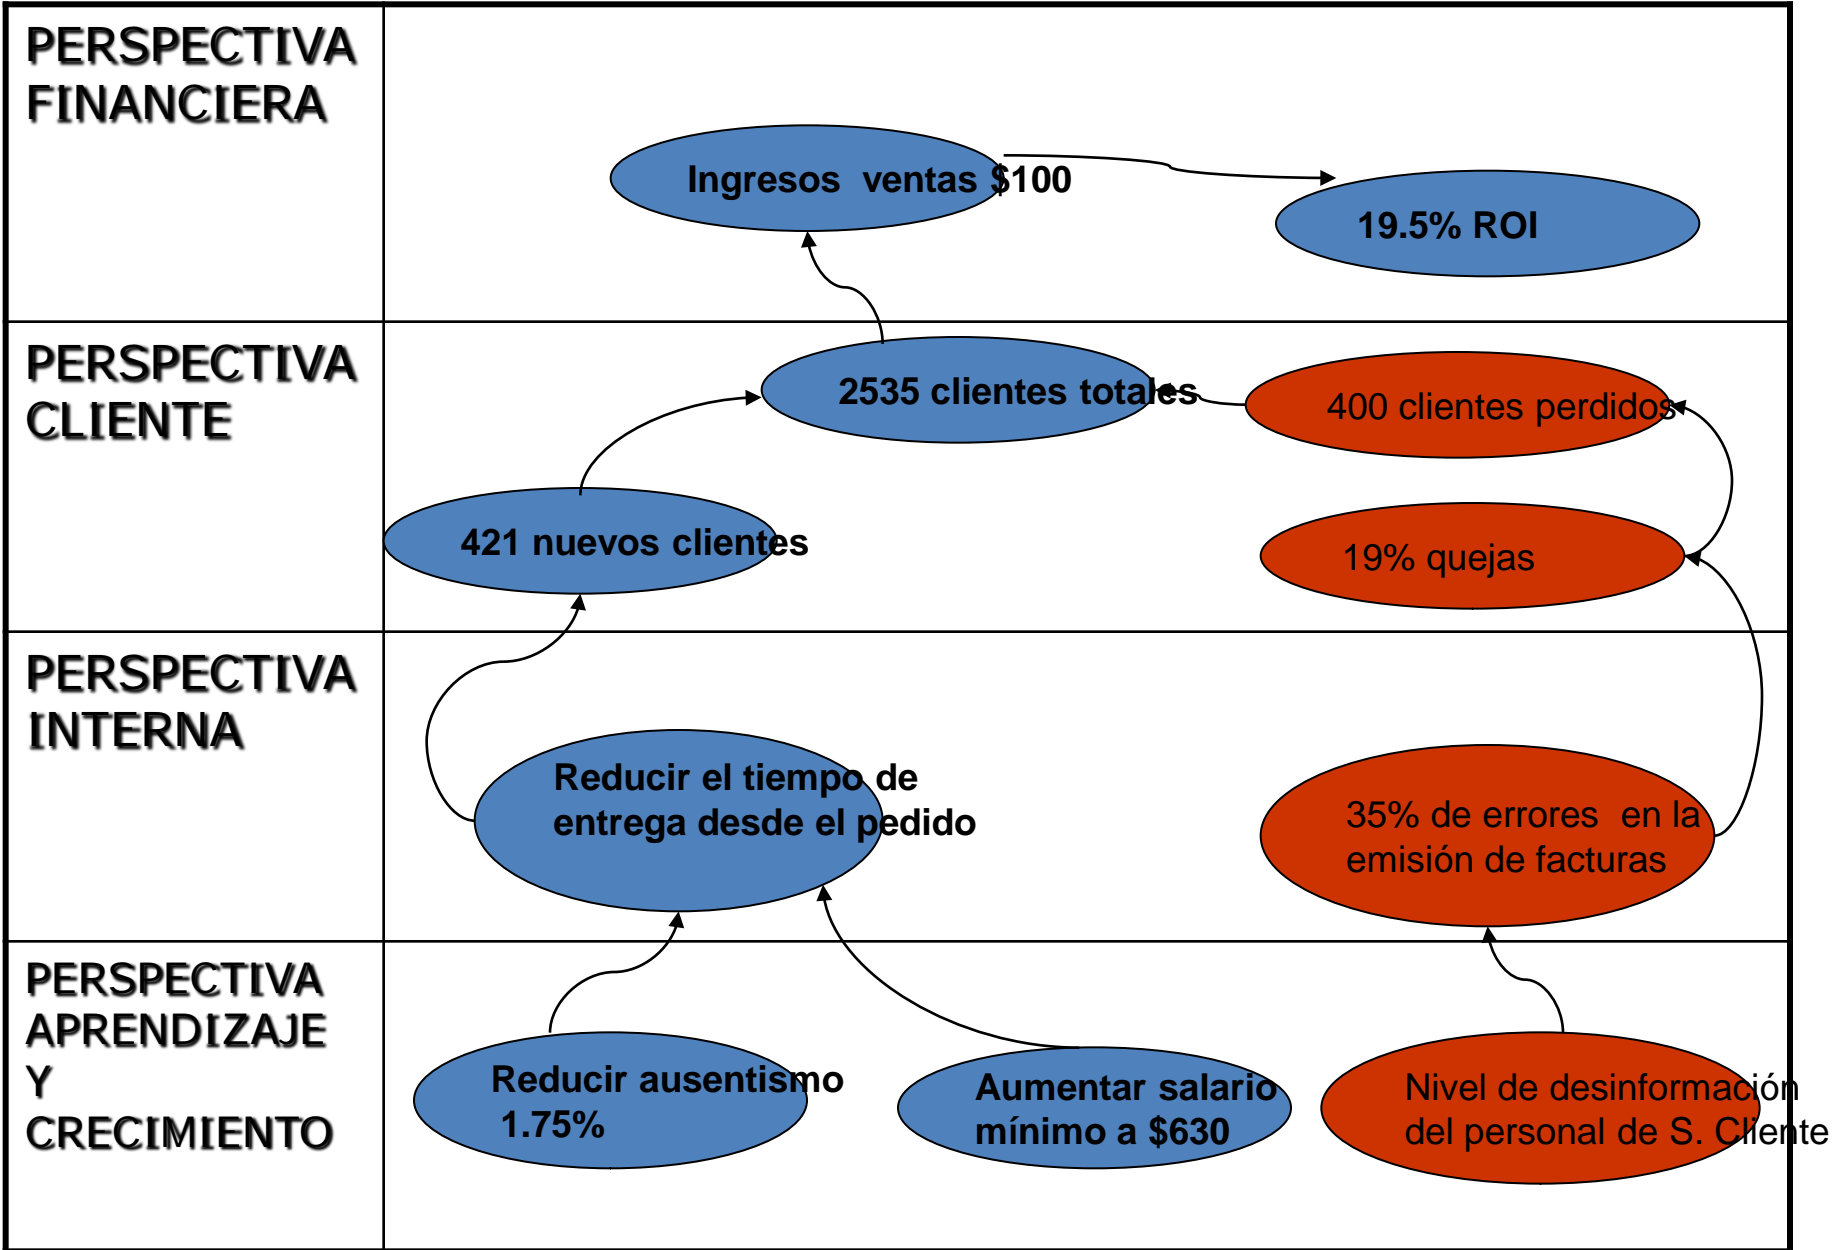 PERSPECTIVA
FINANCIERA
Ingresos  ventas $100
19.5% ROI
PERSPECTIVA
CLIENTE
2535 clientes totales
400 clientes perdidos
421 nuevos clientes
19% quejas
PERSPECTIVA
INTERNA
Reducir el tiempo de
entrega desde el pedido
35% de errores  en la
emisión de facturas
PERSPECTIVA
APRENDIZAJE
Y
CRECIMIENTO
Reducir ausentismo
1.75%
Aumentar salario
mínimo a $630
Nivel de desinformación
del personal de S. Cliente